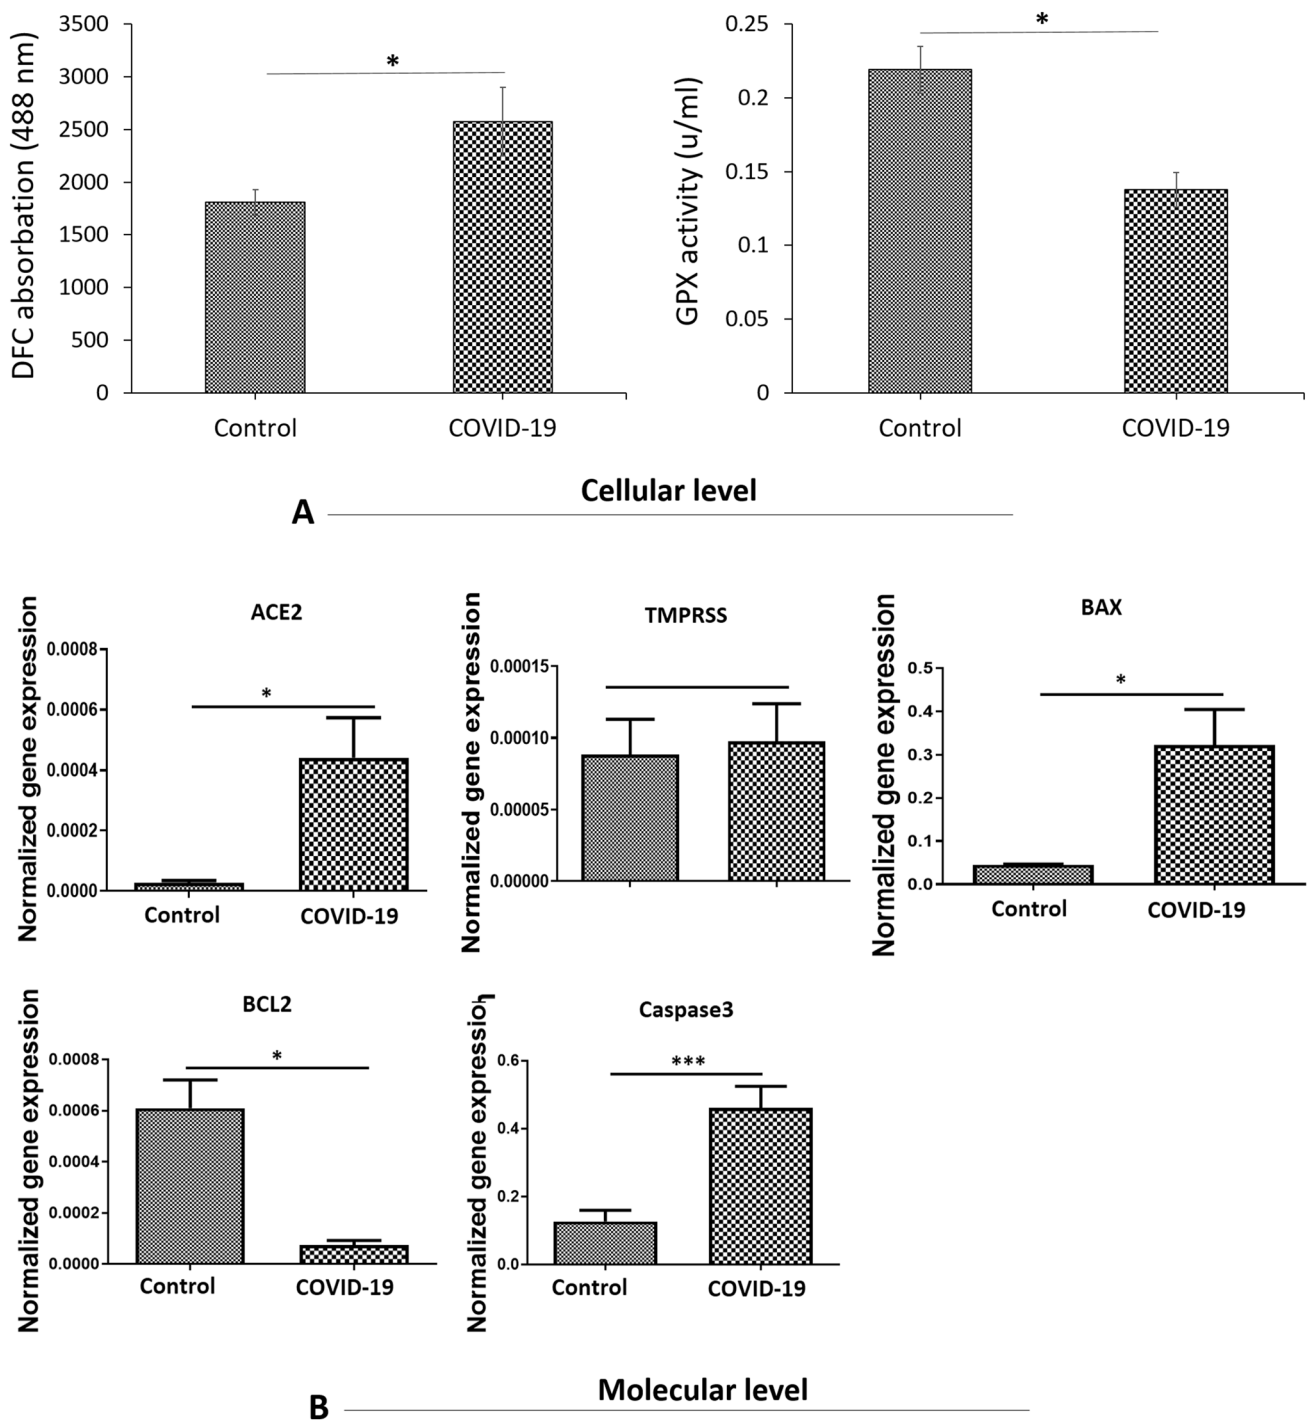 DFC absorbation (488 nm)
3500
3000
2500
2000
1500
1000
500
0
*
Control
COVID-19
GPX activity (u/ml)
0.25
0.2
0.15
0.1
0.05
0
*
Control
COVID-19
Cellular level
A
ACE2
Normalized gene expression
0.0008
0.0006
0.0004
0.0002
0.0000
*
Control
COVID-19
TMPRSS
Normalized gene expression
0.00015
0.00010
0.00005
0.00000
BAX
Normalized gene expression
0.5
0.4
0.3
0.2
0.1
0.0
*
Control
COVID-19
BCL2
Normalized gene expression
0.0008
0.0006
0.0004
0.0002
0.0000
*
Control
COVID-19
Caspase3
Normalized gene expression
0.6
0.4
0.2
0.0
***
Control
COVID-19
Molecular level
B